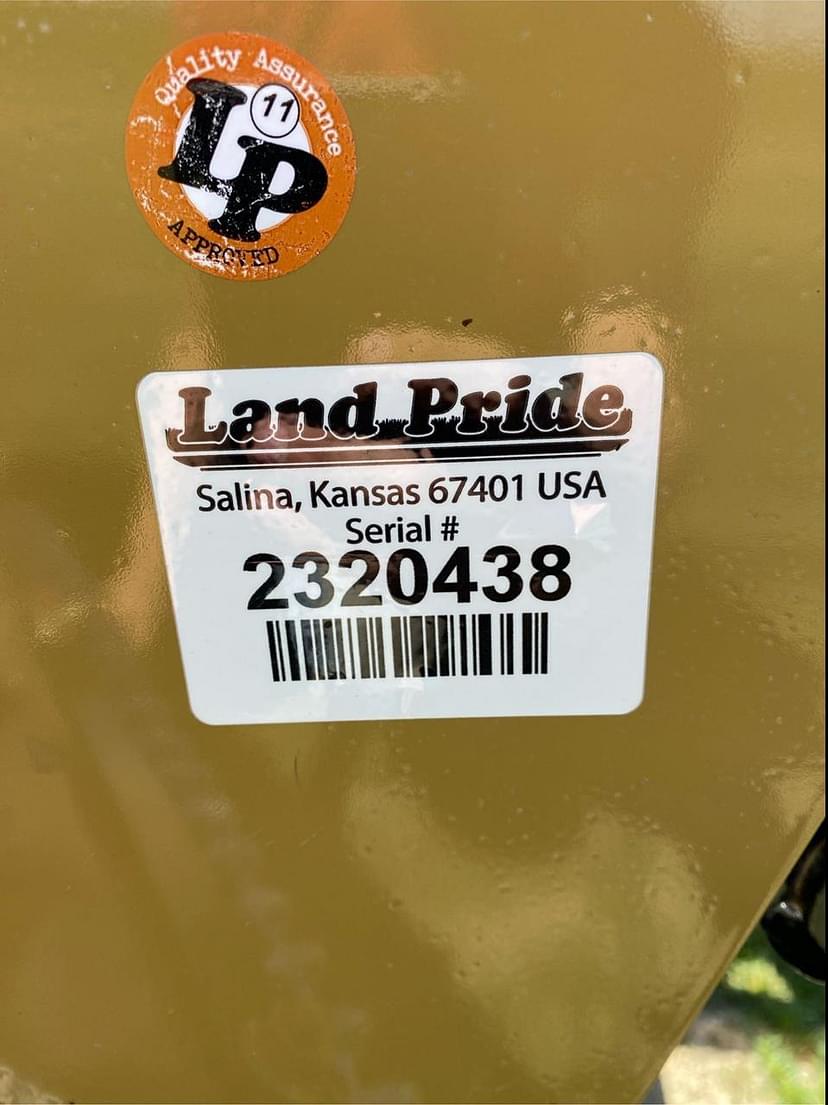 Quality Assurance
11
LP
APPROVED
Land Pride
Salina, Kansas 67401 USA
Serial #
2320438